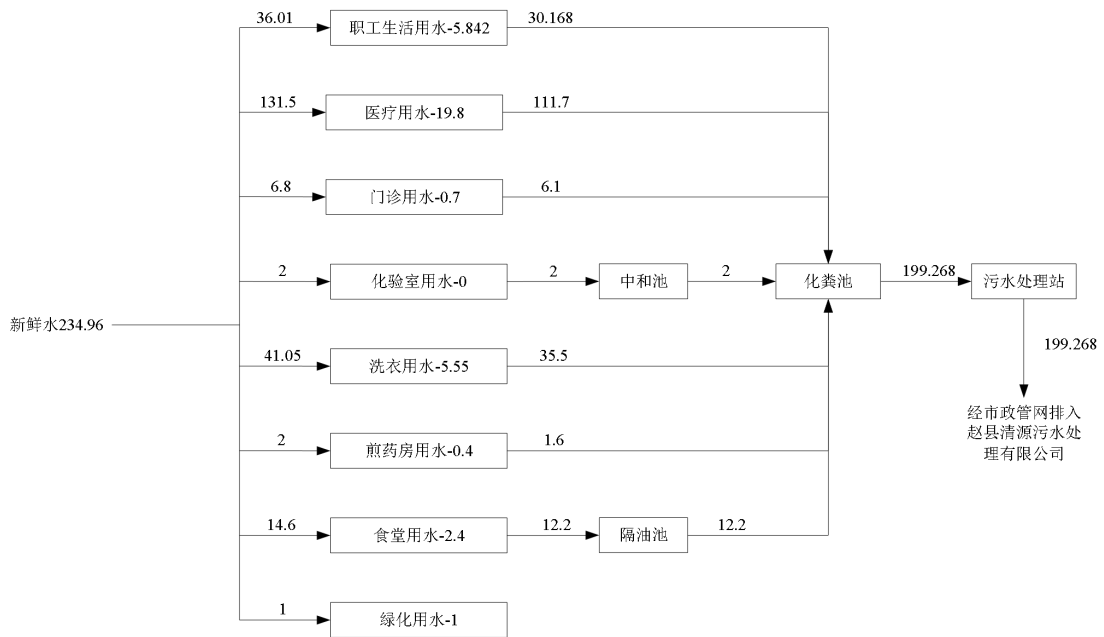 36.01
职工生活用水-5.842
30.168
131.5
医疗用水-19.8
111.7
6.8
门诊用水-0.7
6.1
2
化验室用水-0
2
中和池
2
化粪池
199.268
污水处理站
新鲜水234.96
199.268
41.05
洗衣用水-5.55
35.5
经市政管网排入
赵县清源污水处
理有限公司
2
煎药房用水-0.4
1.6
14.6
食堂用水-2.4
12.2
隔油池
12.2
1
绿化用水-1